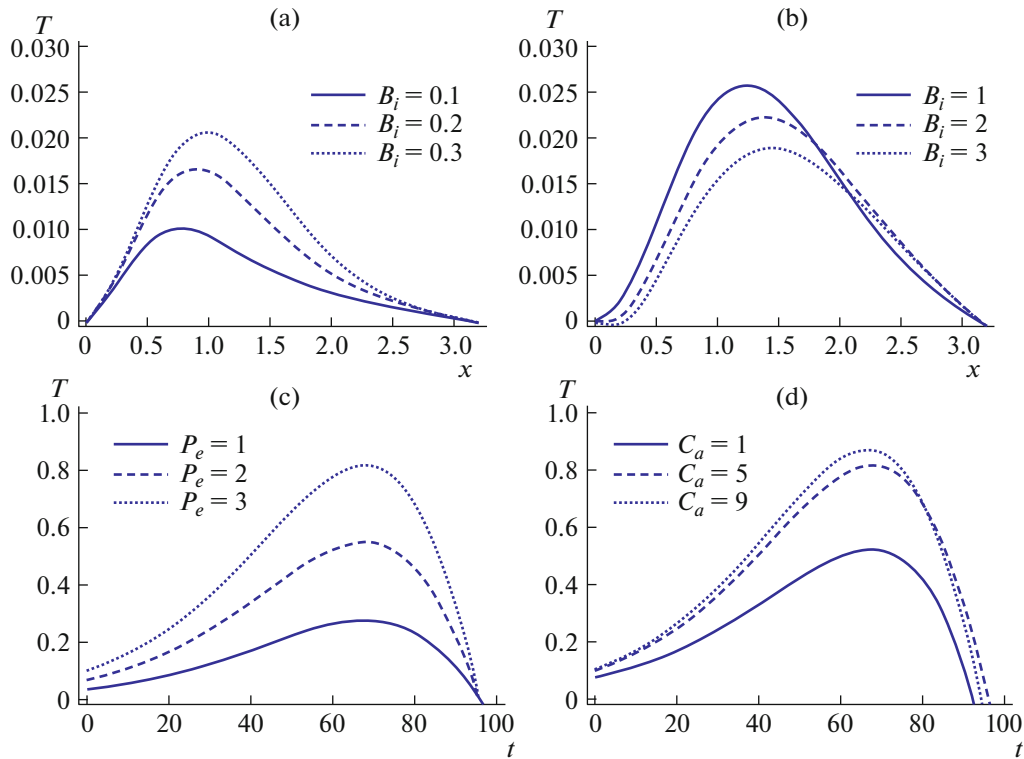 (a)
T
0.030
0.025
0.020
0.015
0.010
0.005
0
B_i = 0.1
B_i = 0.2
B_i = 0.3
0 0.5 1.0 1.5 2.0 2.5 3.0
x
(b)
T
0.030
0.025
0.020
0.015
0.010
0.005
0
B_i = 1
B_i = 2
B_i = 3
0 0.5 1.0 1.5 2.0 2.5 3.0
x
(c)
T
1.0
0.8
0.6
0.4
0.2
0
P_e = 1
P_e = 2
P_e = 3
0 20 40 60 80 100
t
(d)
T
1.0
0.8
0.6
0.4
0.2
0
C_a = 1
C_a = 5
C_a = 9
0 20 40 60 80 100
t